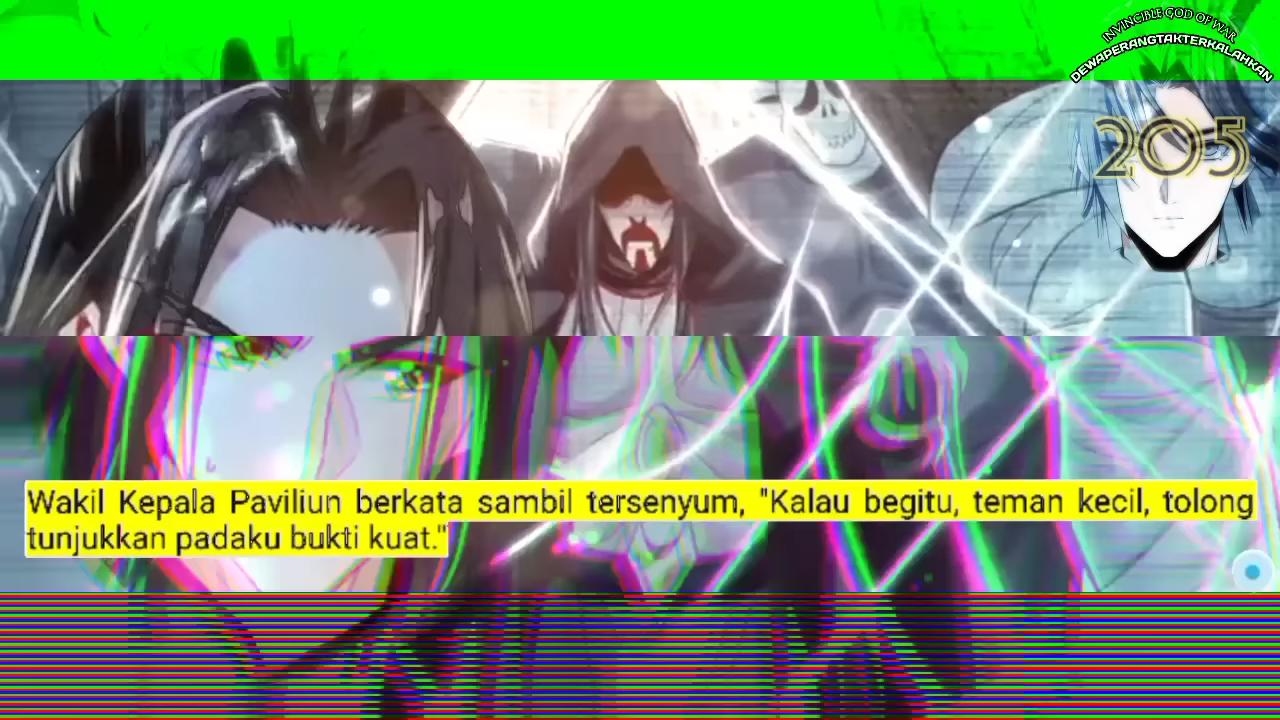 INVINCIBLE GOD OF WAR
DEWAPERANGTAKTERKALAHKAN
205
Wakil Kepala Paviliun berkata sambil tersenyum, "Kalau begitu, teman kecil, tolong
tunjukkan padaku bukti kuat."